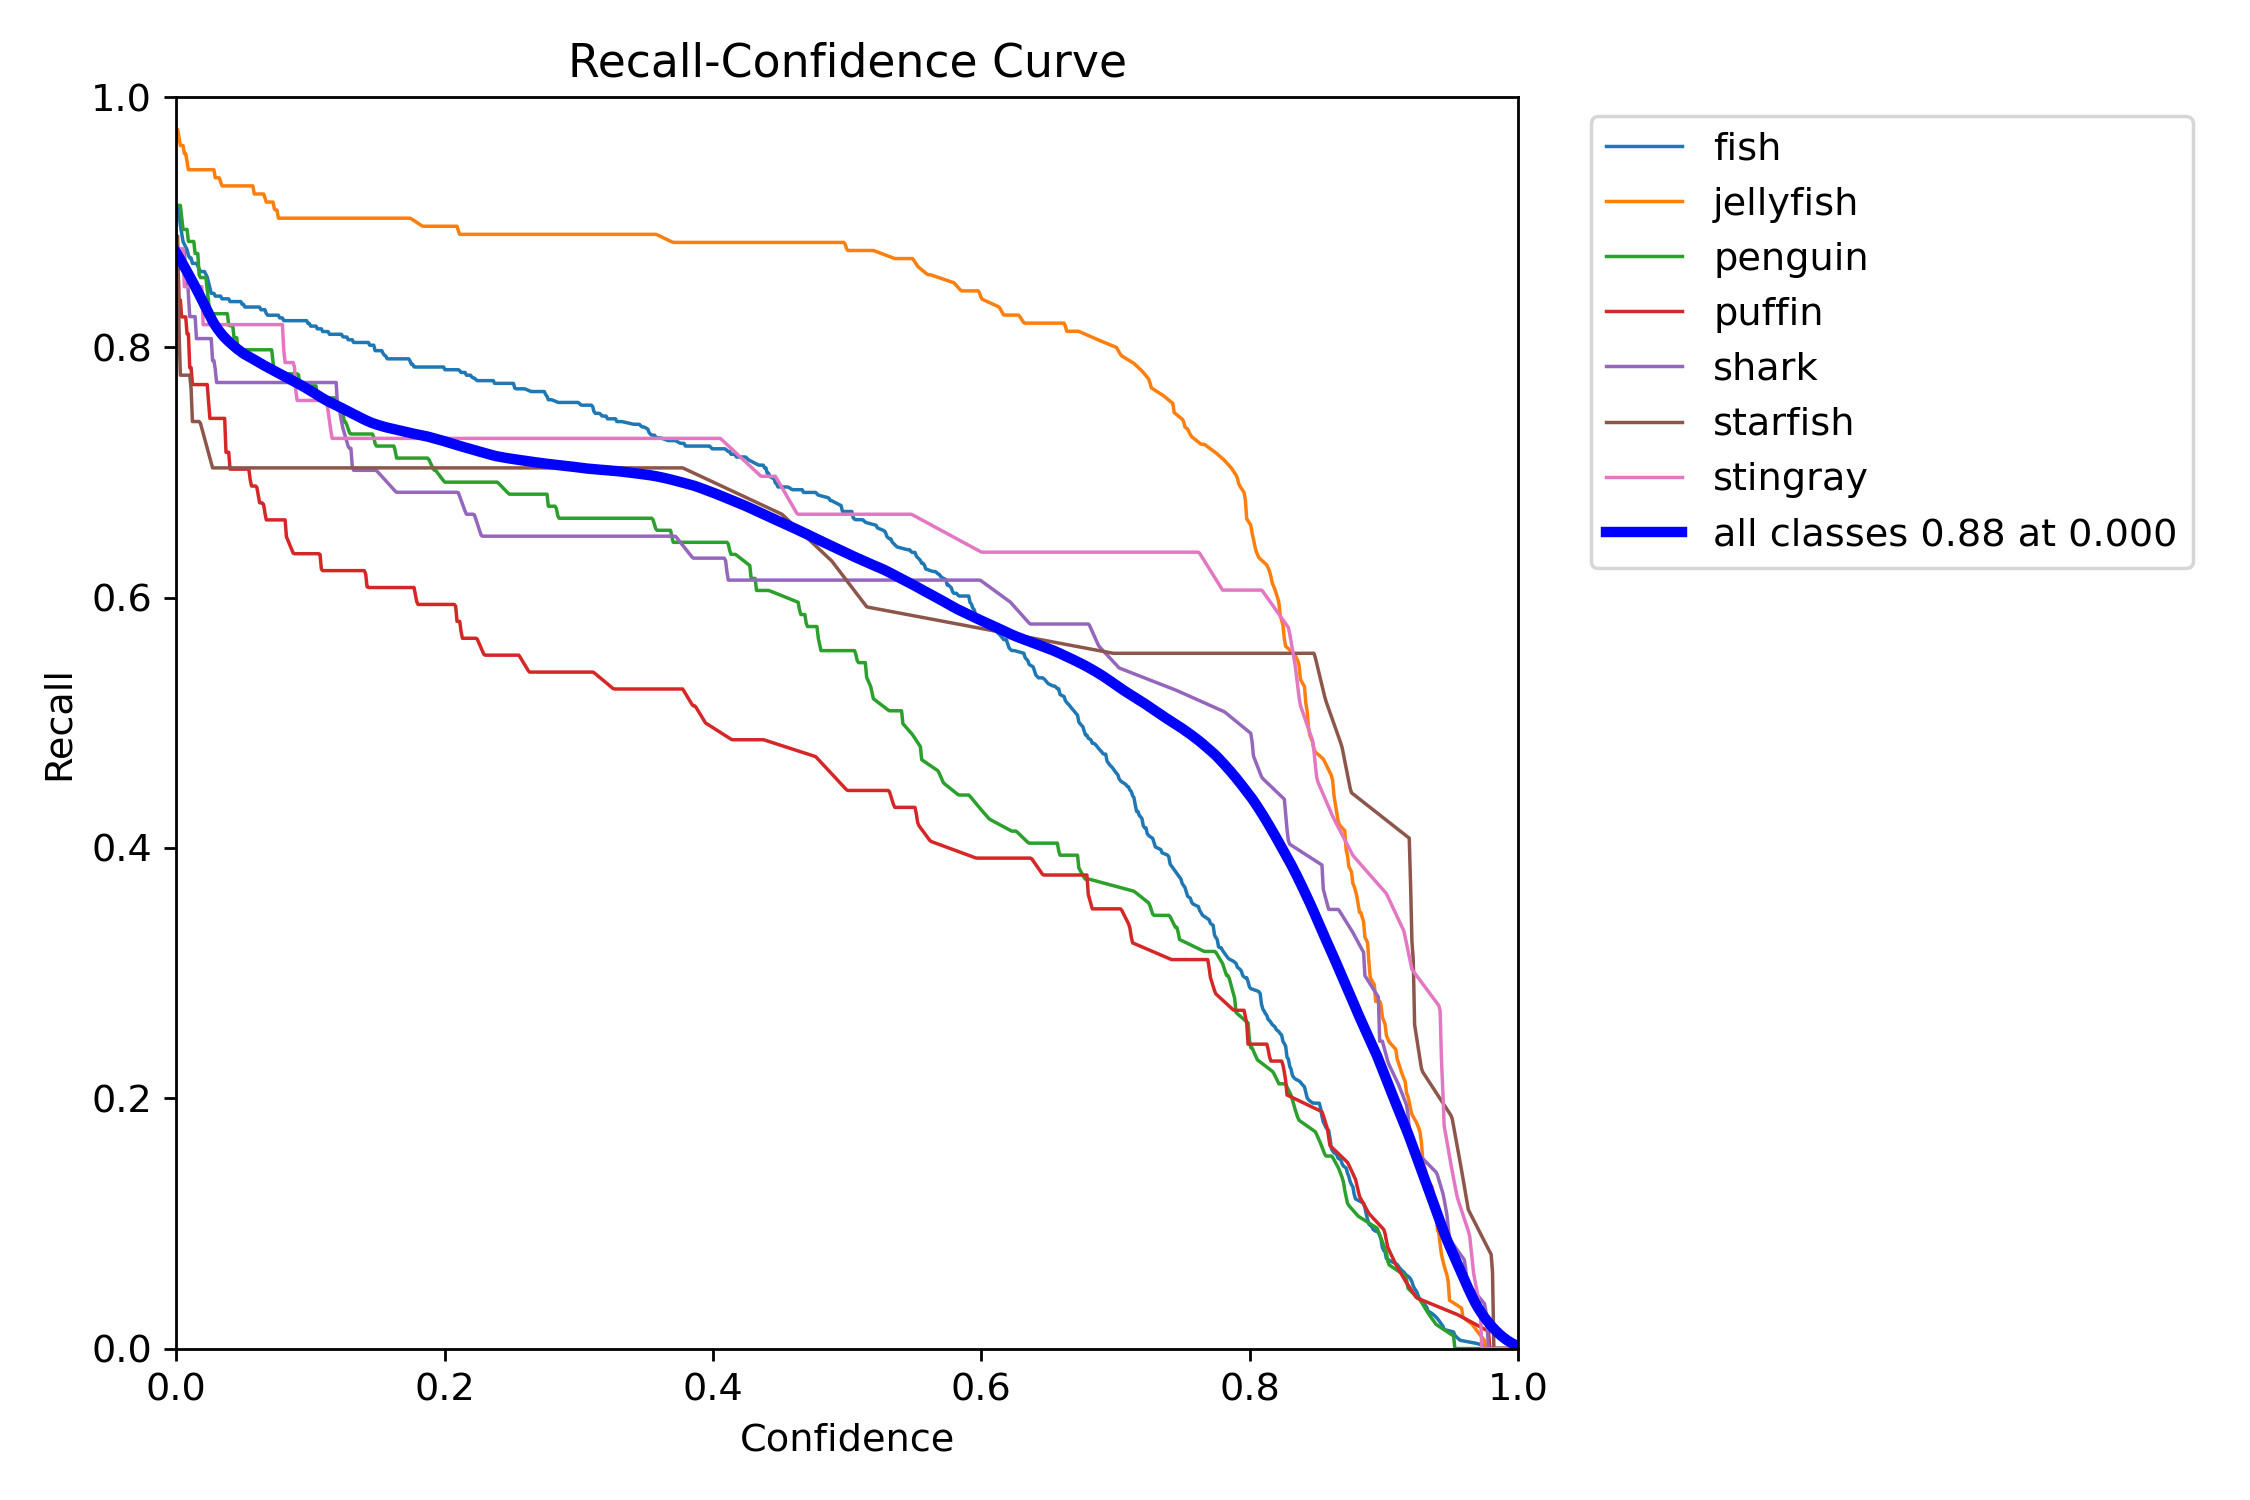 Recall-Confidence Curve
1.0
0.8
0.6
0.4
0.2
0.0
Recall
0.0 0.2 0.4 0.6 0.8 1.0
Confidence
fish
jellyfish
penguin
puffin
shark
starfish
stingray
all classes 0.88 at 0.000